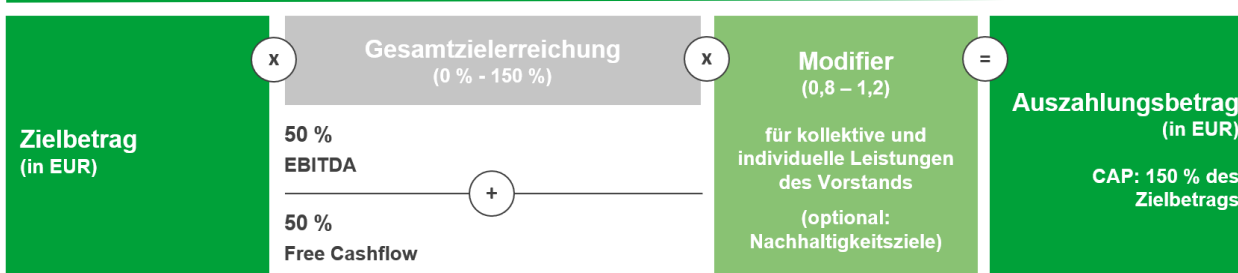 Zielbetrag
(in EUR)
x
Gesamtzielerreichung
(0 % - 150 %)
50 %
EBITDA
+
50 %
Free Cashflow
x
Modifier
(0,8 – 1,2)
für kollektive und
individuelle Leistungen
des Vorstands
(optional:
Nachhaltigkeitsziele)
=
Auszahlungsbetrag
(in EUR)
CAP: 150 % des
Zielbetrags